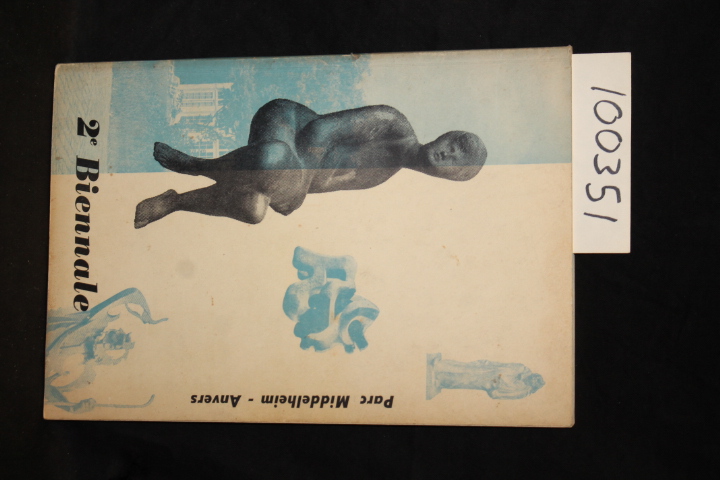 2e Biennale
Parc Middelheim - Anvers
100351